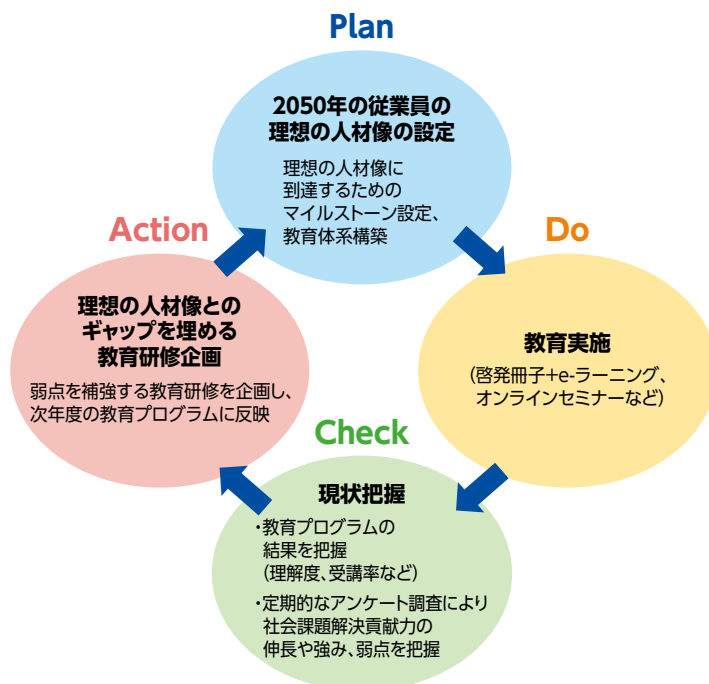 Plan
2050年の従業員の
理想の人材像の設定
理想の人材像に
到達するための
マイルストーン設定、
教育体系構築
Do
教育実施
(啓発冊子+e-ラーニング、
オンラインセミナーなど)
Check
現状把握
・教育プログラムの
結果を把握
(理解度、受講率など)
・定期的なアンケート調査により
社会課題解決貢献力の
伸長や強み、弱点を把握
Action
理想の人材像との
ギャップを埋める
教育研修企画
弱点を補強する教育研修を企画し、
次年度の教育プログラムに反映